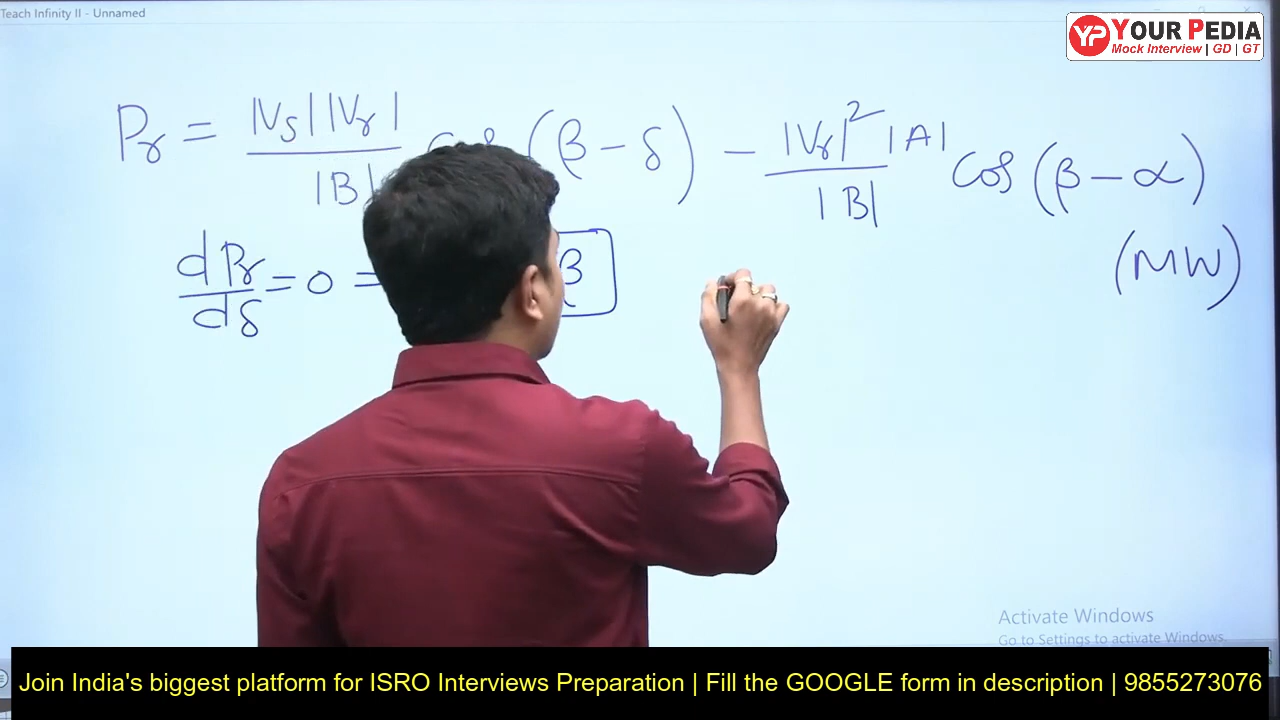 Teach Infinity II - Unnamed
YP YOUR PEDIA
Mock Interview | GD | GT
Pr = |Vs| |Vr| / |B| (β - δ) - |Vr|² |A| / |B| cos (β - α)
(MW)
dPr/dδ = 0 = β
Activate Windows
Go to Settings to activate Windows.
Join India's biggest platform for ISRO Interviews Preparation | Fill the GOOGLE form in description | 9855273076